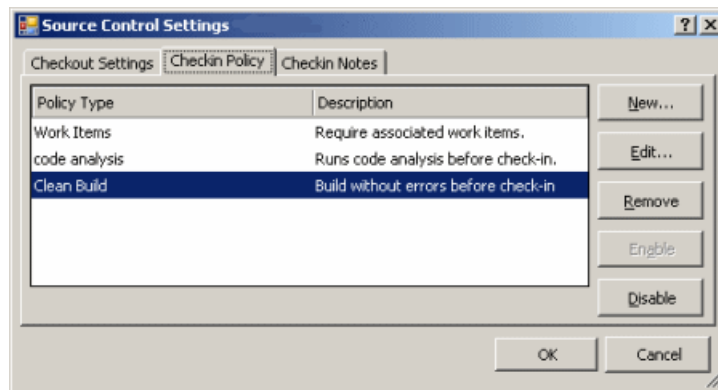 Source Control Settings
Checkout Settings Checkin Policy Checkin Notes
Policy Type Description New...
Work Items Require associated work items.
code analysis Runs code analysis before check-in. Edit...
Clean Build Build without errors before check-in
Remove
Enable
Disable
OK Cancel